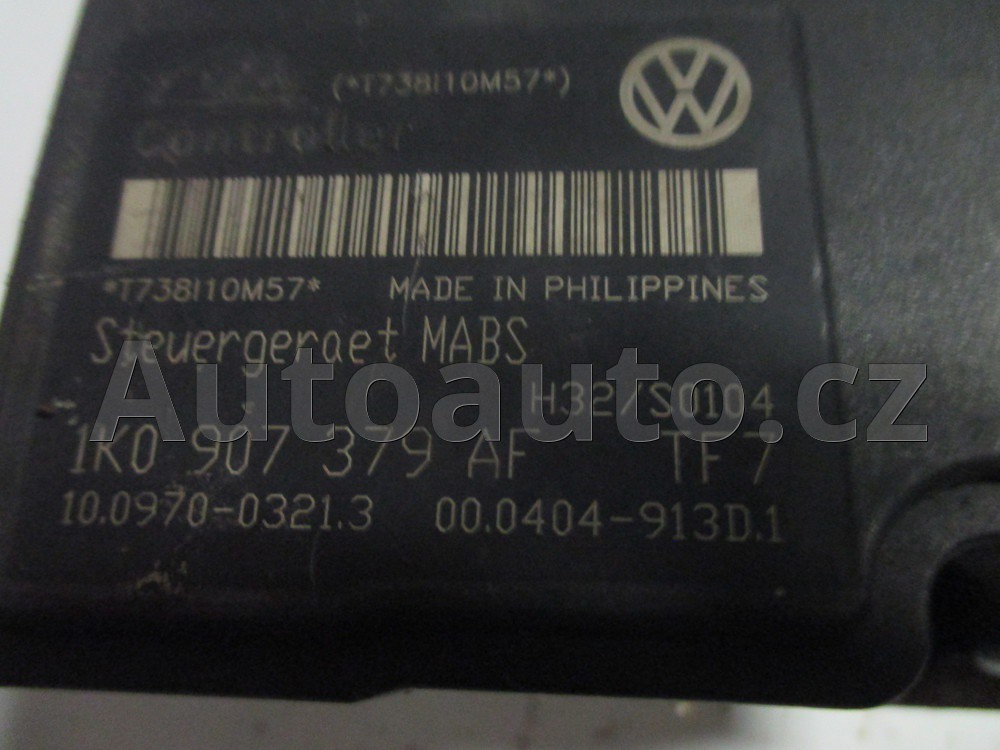 (*T738I10M57*)
Controller
*T738I10M57* MADE IN PHILIPPINES
Steuergeraet MABS
Autoauto.cz
H32/S0104
1K0 907 379 AF TF7
10.0970-0321.3 00.0404-913D.1